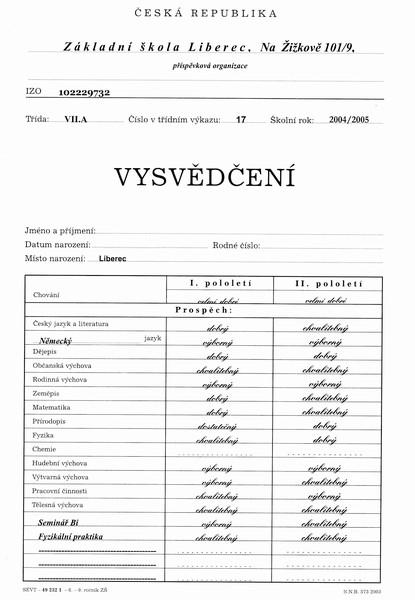 ČESKÁ REPUBLIKA
Základní škola Liberec, Na Žižkově 101/9,
příspěvková organizace
IZO 102229732
Třída: VII.A Číslo v třídním výkazu: 17 Školní rok: 2004/2005
VYSVĚDČENÍ
Jméno a příjmení:
Datum narození: Rodné číslo:
Místo narození: Liberec
I. pololetí II. pololetí
Chování velmi dobré velmi dobré
Prospěch:
Český jazyk a literatura dobrý chvalitebný
Německý jazyk výborný výborný
Dějepis dobrý dobrý
Občanská výchova chvalitebný chvalitebný
Rodinná výchova výborný výborný
Zeměpis dobrý chvalitebný
Matematika dobrý chvalitebný
Přírodopis dostatečný dobrý
Fyzika chvalitebný dobrý
Chemie
Hudební výchova výborný výborný
Výtvarná výchova výborný chvalitebný
Pracovní činnosti chvalitebný výborný
Tělesná výchova chvalitebný chvalitebný
Seminář Bi výborný chvalitebný
Fyzikální praktika chvalitebný chvalitebný
SEVT - 49 232 1 - 6. - 9. ročník ZŠ S.N.B. 573 2003